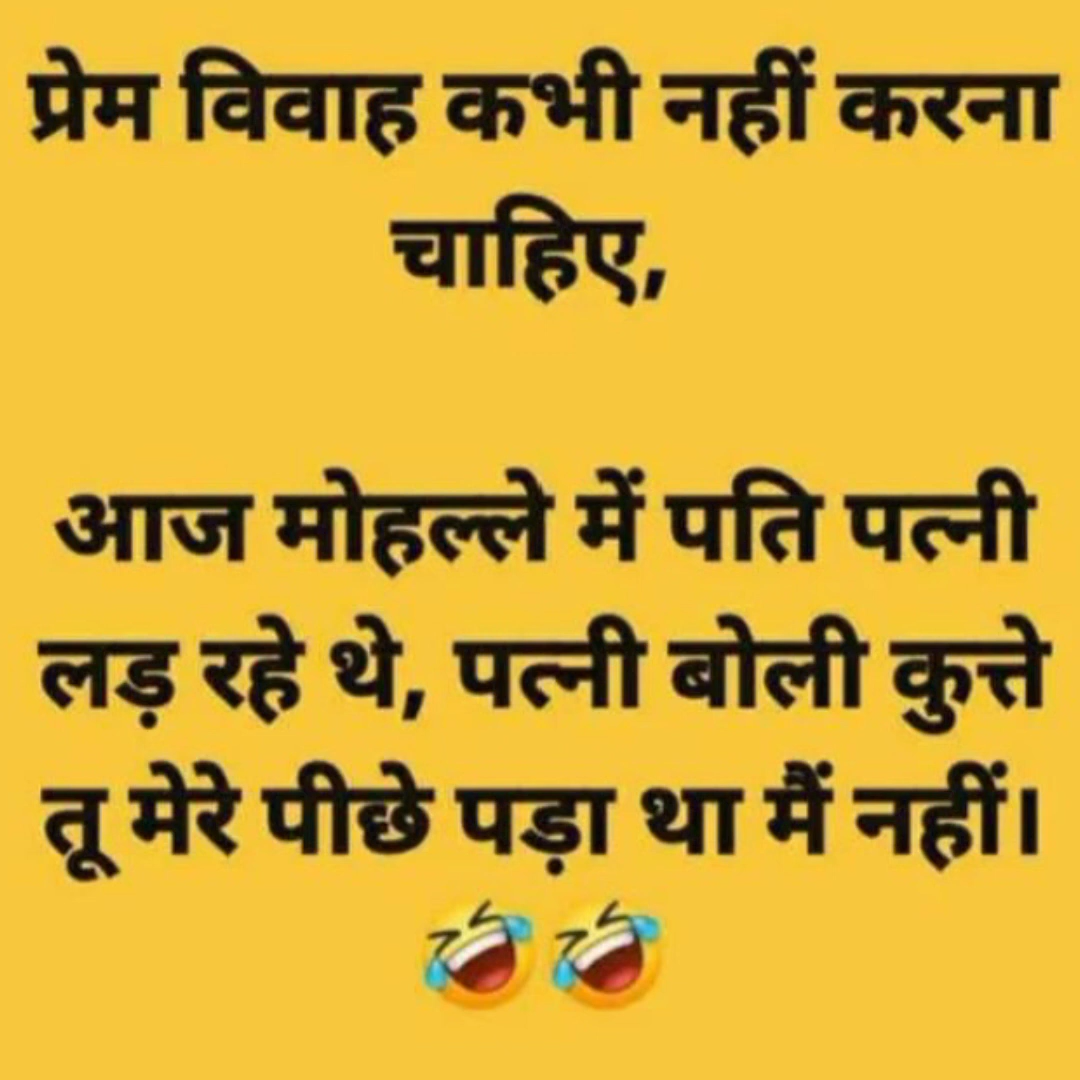 प्रेम विवाह कभी नहीं करना
चाहिए,
आज मोहल्ले में पति पत्नी
लड़ रहे थे, पत्नी बोली कुत्ते
तू मेरे पीछे पड़ा था मैं नहीं।
🤣🤣